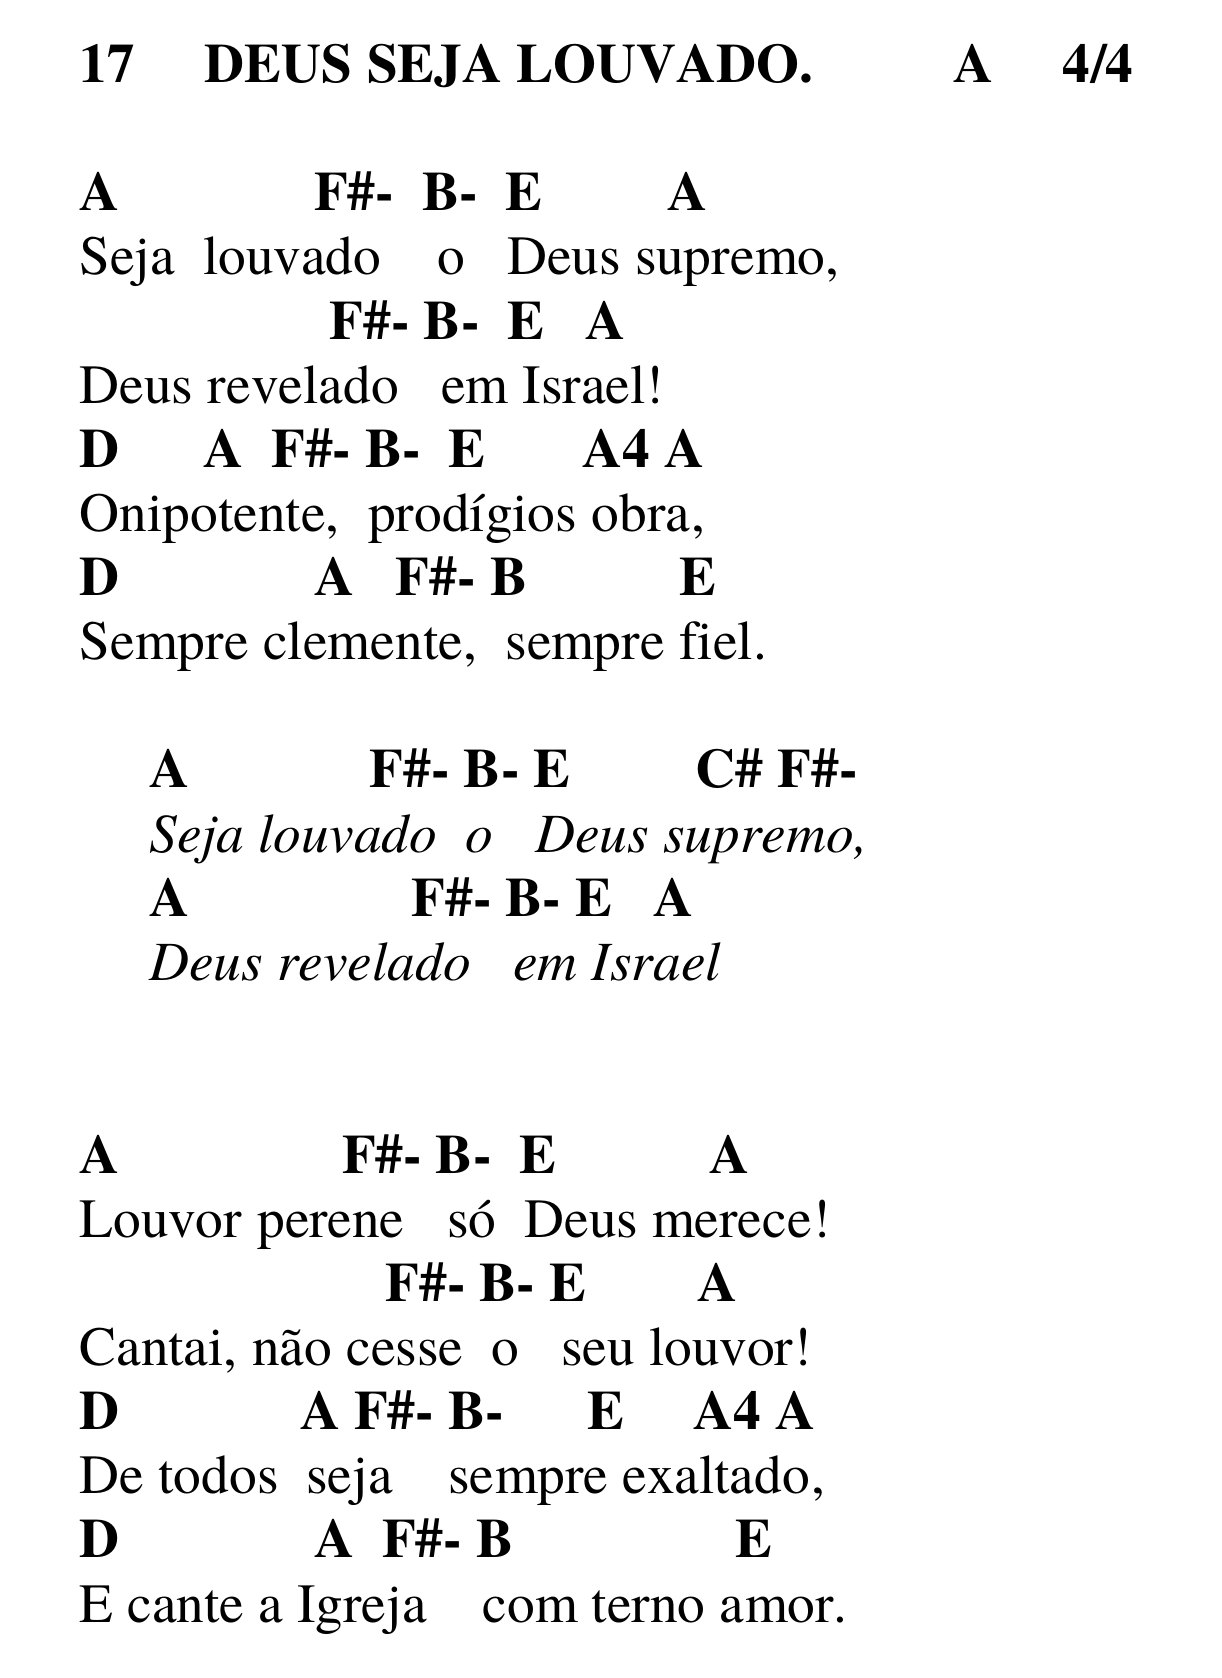 17 DEUS SEJA LOUVADO. A 4/4
A F#- B- E A
Seja louvado o Deus supremo,
F#- B- E A
Deus revelado em Israel!
D A F#- B- E A4 A
Onipotente, prodígios obra,
D A F#- B E
Sempre clemente, sempre fiel.
A F#- B- E C# F#-
Seja louvado o Deus supremo,
A F#- B- E A
Deus revelado em Israel
A F#- B- E A
Louvor perene só Deus merece!
F#- B- E A
Cantai, não cesse o seu louvor!
D A F#- B- E A4 A
De todos seja sempre exaltado,
D A F#- B E
E cante a Igreja com terno amor.